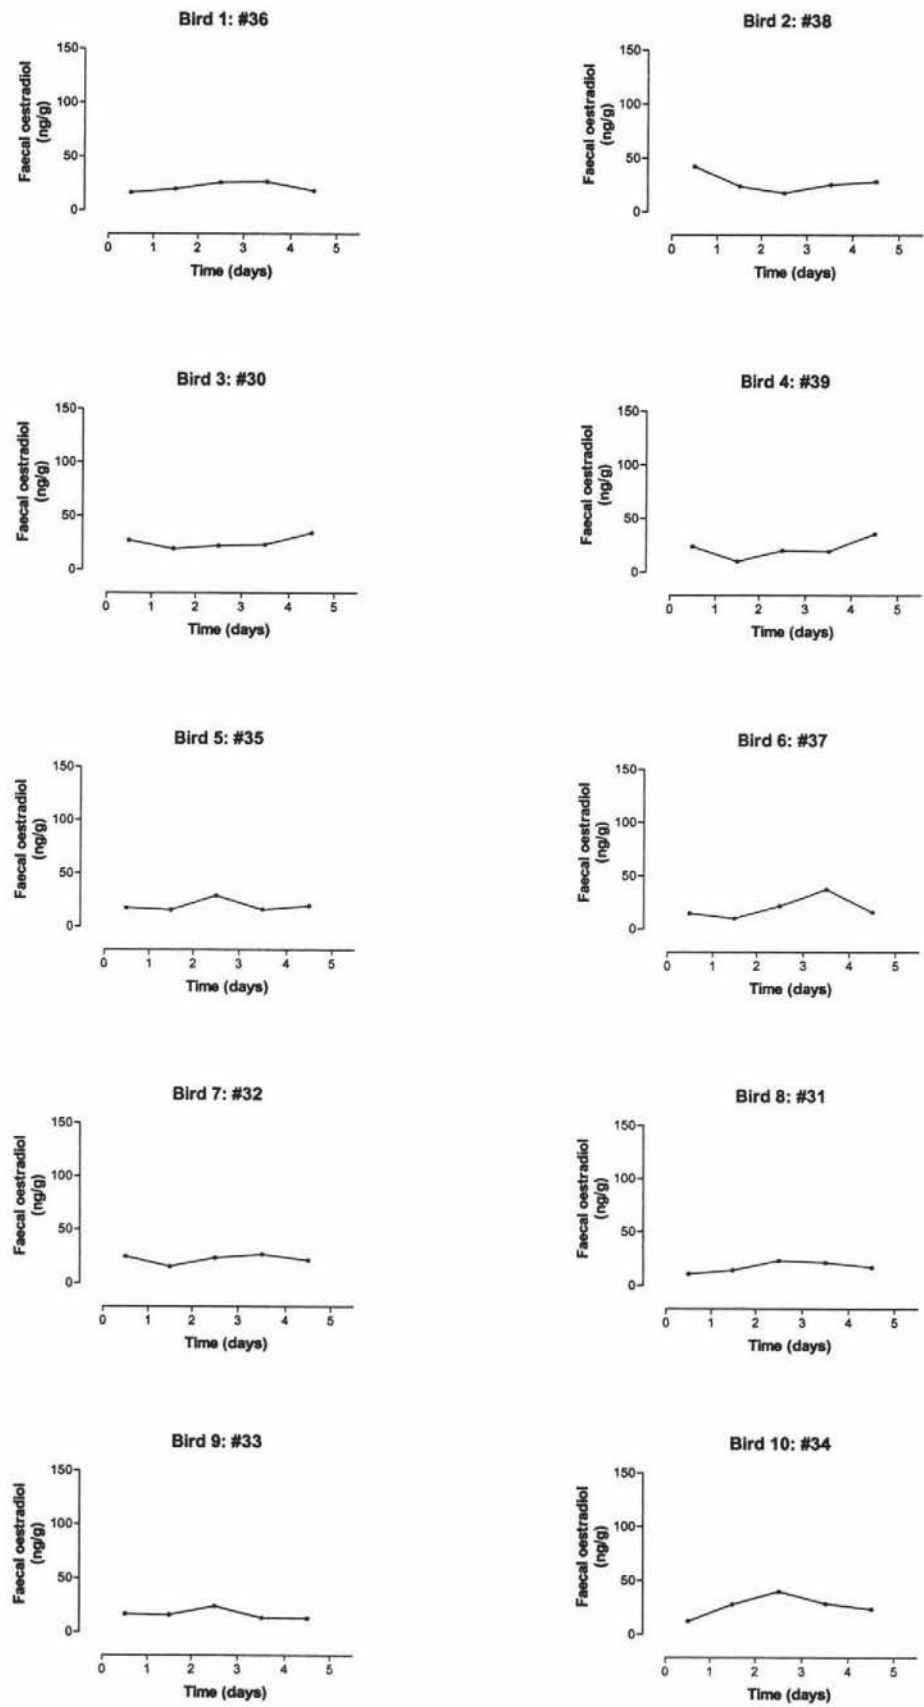 Bird 1: #36
Faecal oestradiol
(ng/g)
150
100
50
0
0 1 2 3 4 5
Time (days)
Bird 2: #38
Faecal oestradiol
(ng/g)
150
100
50
0
0 1 2 3 4 5
Time (days)
Bird 3: #30
Faecal oestradiol
(ng/g)
150
100
50
0
0 1 2 3 4 5
Time (days)
Bird 4: #39
Faecal oestradiol
(ng/g)
150
100
50
0
0 1 2 3 4 5
Time (days)
Bird 5: #35
Faecal oestradiol
(ng/g)
150
100
50
0
0 1 2 3 4 5
Time (days)
Bird 6: #37
Faecal oestradiol
(ng/g)
150
100
50
0
0 1 2 3 4 5
Time (days)
Bird 7: #32
Faecal oestradiol
(ng/g)
150
100
50
0
0 1 2 3 4 5
Time (days)
Bird 8: #31
Faecal oestradiol
(ng/g)
150
100
50
0
0 1 2 3 4 5
Time (days)
Bird 9: #33
Faecal oestradiol
(ng/g)
150
100
50
0
0 1 2 3 4 5
Time (days)
Bird 10: #34
Faecal oestradiol
(ng/g)
150
100
50
0
0 1 2 3 4 5
Time (days)